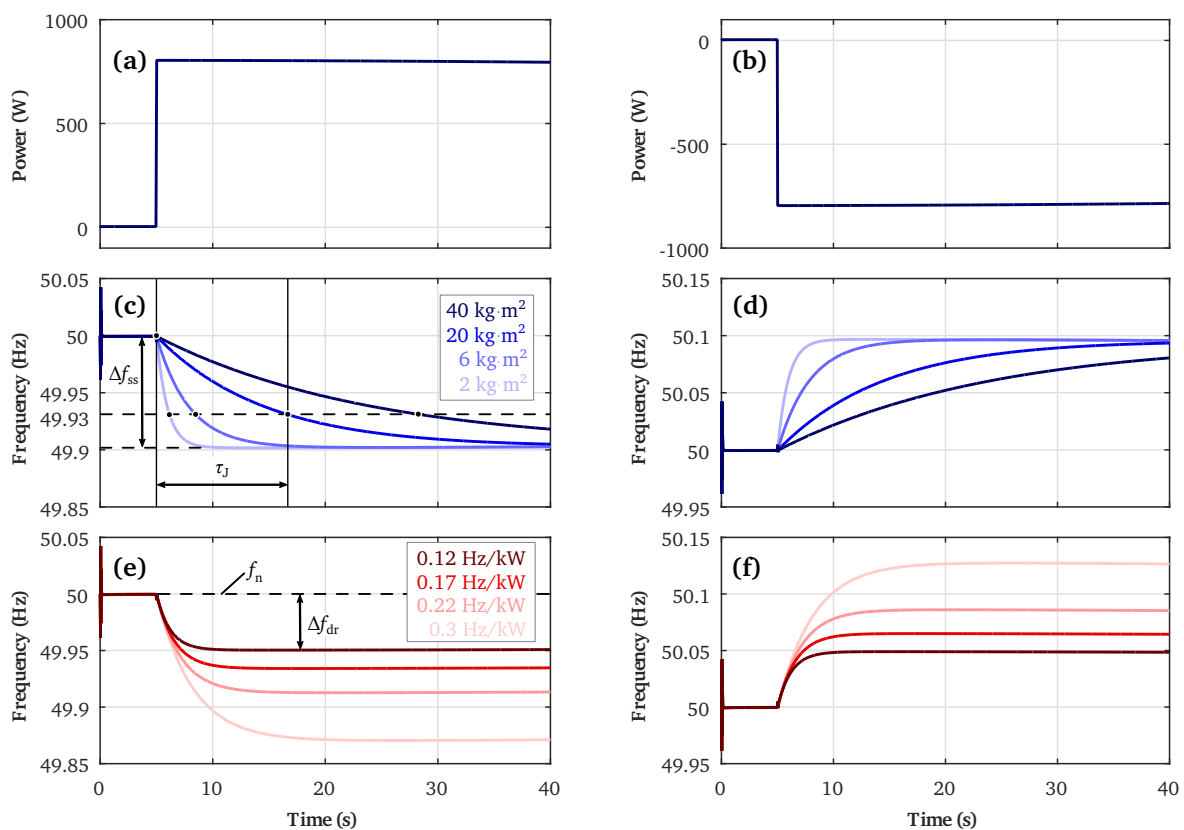 (a)
1000
500
0
Power (W)
(b)
0
-500
-1000
Power (W)
(c)
50.05
50
49.95
49.93
49.9
49.85
Frequency (Hz)
40 kg·m²
20 kg·m²
6 kg·m²
2 kg·m²
Δf_ss
τ_J
(d)
50.15
50.1
50.05
50
49.95
Frequency (Hz)
(e)
50.05
50
49.95
49.9
49.85
Frequency (Hz)
f_n
Δf_dr
0.12 Hz/kW
0.17 Hz/kW
0.22 Hz/kW
0.3 Hz/kW
0 10 20 30 40
Time (s)
(f)
50.15
50.1
50.05
50
49.95
Frequency (Hz)
0 10 20 30 40
Time (s)